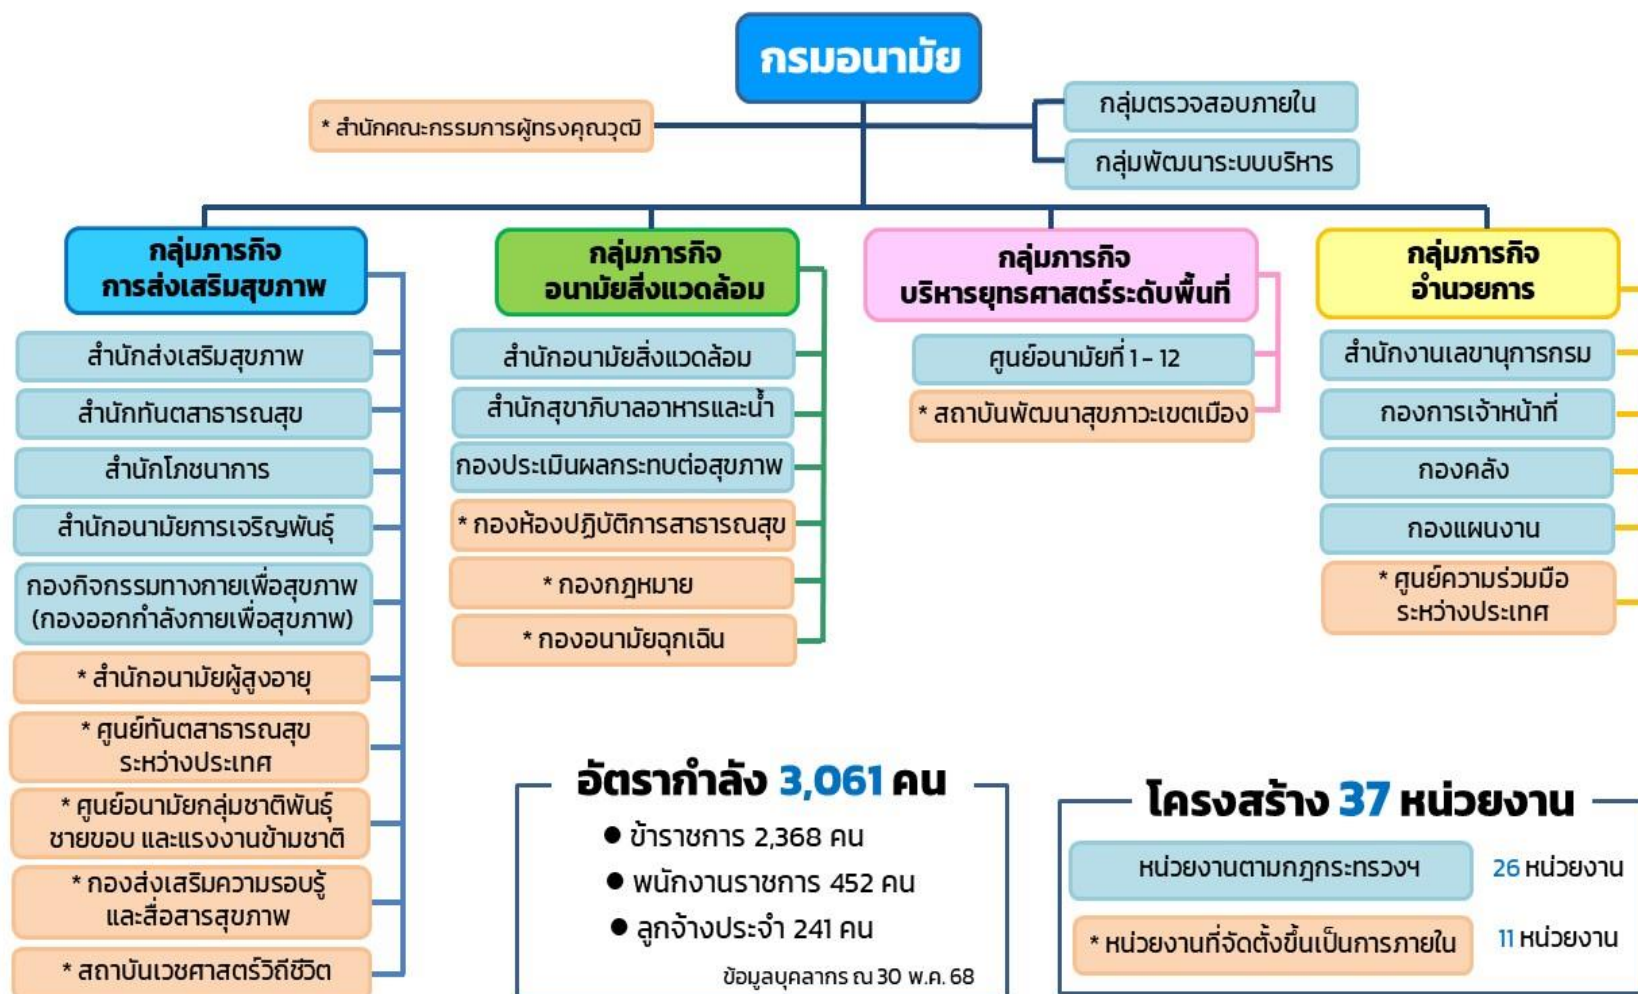 กรมอนามัย
* สำนักคณะกรรมการผู้ทรงคุณวุฒิ
กลุ่มตรวจสอบภายใน
กลุ่มพัฒนาระบบบริหาร
กลุ่มภารกิจ
การส่งเสริมสุขภาพ
สำนักส่งเสริมสุขภาพ
สำนักทันตสาธารณสุข
สำนักโภชนาการ
สำนักอนามัยการเจริญพันธุ์
กองกิจกรรมทางกายเพื่อสุขภาพ
(กองออกกำลังกายเพื่อสุขภาพ)
* สำนักอนามัยผู้สูงอายุ
* ศูนย์ทันตสาธารณสุข
ระหว่างประเทศ
* ศูนย์อนามัยกลุ่มชาติพันธุ์
ชายขอบ และแรงงานข้ามชาติ
* กองส่งเสริมความรอบรู้
และสื่อสารสุขภาพ
* สถาบันเวชศาสตร์วิถีชีวิต
กลุ่มภารกิจ
อนามัยสิ่งแวดล้อม
สำนักอนามัยสิ่งแวดล้อม
สำนักสุขาภิบาลอาหารและน้ำ
กองประเมินผลกระทบต่อสุขภาพ
* กองห้องปฏิบัติการสาธารณสุข
* กองกฎหมาย
* กองอนามัยฉุกเฉิน
กลุ่มภารกิจ
บริหารยุทธศาสตร์ระดับพื้นที่
ศูนย์อนามัยที่ 1 - 12
* สถาบันพัฒนาสุขภาวะเขตเมือง
กลุ่มภารกิจ
อำนวยการ
สำนักงานเลขานุการกรม
กองการเจ้าหน้าที่
กองคลัง
กองแผนงาน
* ศูนย์ความร่วมมือ
ระหว่างประเทศ
อัตรากำลัง 3,061 คน
● ข้าราชการ 2,368 คน
● พนักงานราชการ 452 คน
● ลูกจ้างประจำ 241 คน
ข้อมูลบุคลากร ณ 30 พ.ค. 68
โครงสร้าง 37 หน่วยงาน
หน่วยงานตามกฎกระทรวงฯ 26 หน่วยงาน
* หน่วยงานที่จัดตั้งขึ้นเป็นการภายใน 11 หน่วยงาน